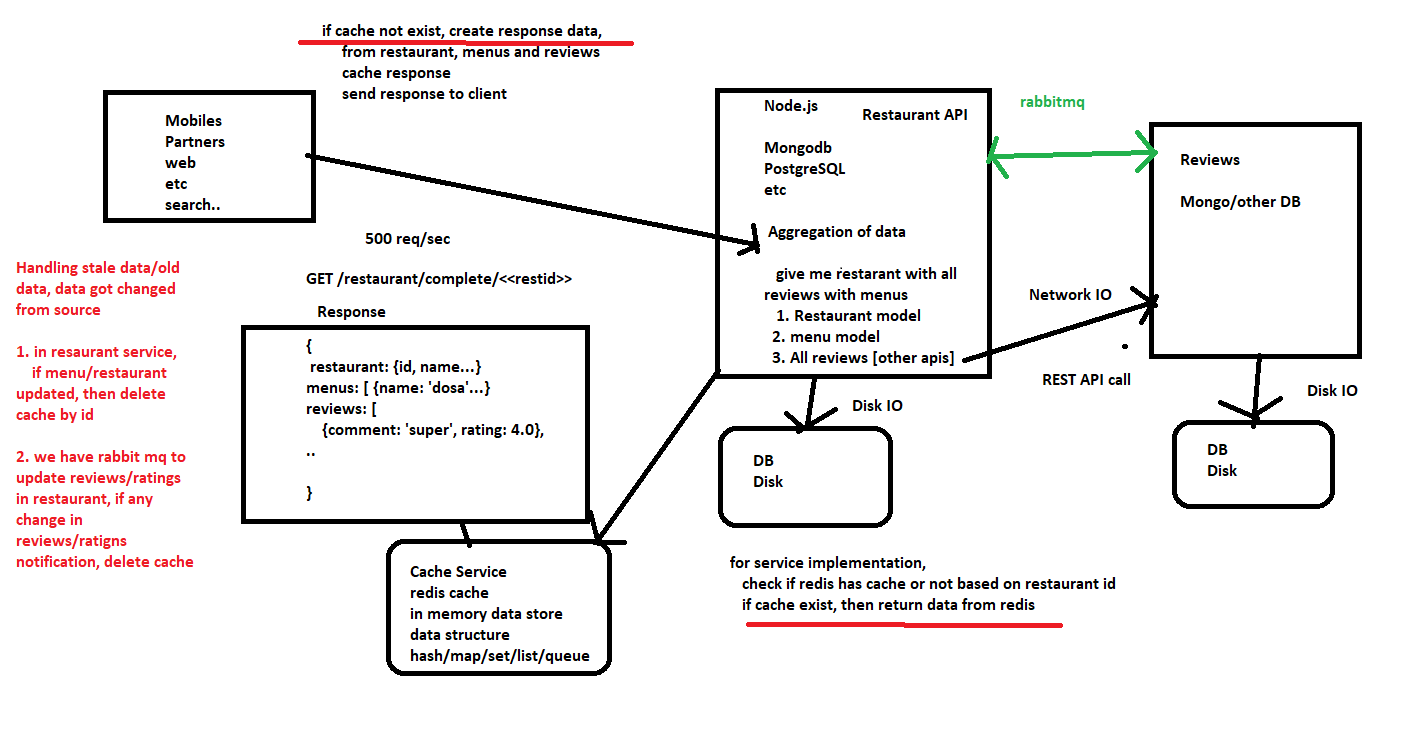 if cache not exist, create response data,
from restaurant, menus and reviews
cache response
send response to client
Mobiles
Partners
web
etc
search..
500 req/sec
GET /restaurant/complete/<<restid>>
Response
{
restaurant: {id, name...}
menus: [ {name: 'dosa'...}
reviews: [
{comment: 'super', rating: 4.0},
..
}
Handling stale data/old
data, data got changed
from source
1. in resaurant service,
if menu/restaurant
updated, then delete
cache by id
2. we have rabbit mq to
update reviews/ratings
in restaurant, if any
change in
reviews/ratigns
notification, delete cache
Cache Service
redis cache
in memory data store
data structure
hash/map/set/list/queue
Node.js
Restaurant API
Mongodb
PostgreSQL
etc
Aggregation of data
give me restarant with all
reviews with menus
1. Restaurant model
2. menu model
3. All reviews [other apis]
Disk IO
DB
Disk
for service implementation,
check if redis has cache or not based on restaurant id
if cache exist, then return data from redis
rabbitmq
Reviews
Mongo/other DB
Network IO
REST API call
Disk IO
DB
Disk